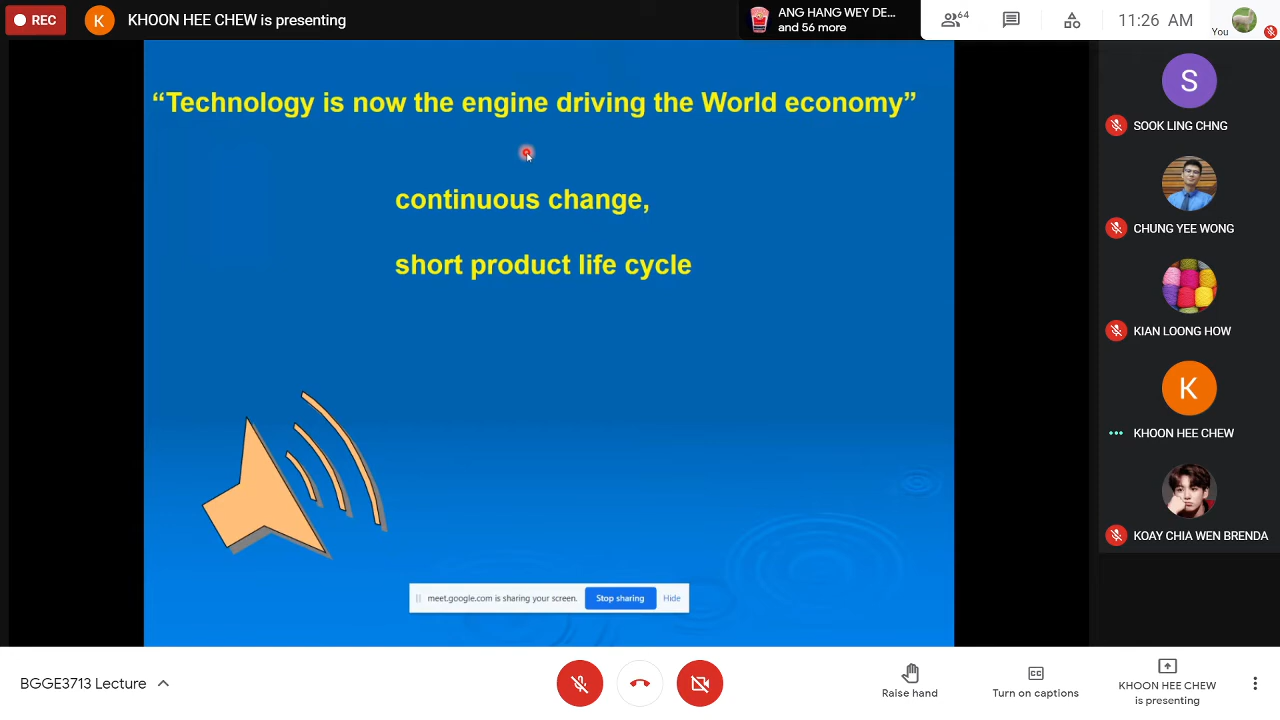 REC
K
KHOON HEE CHEW is presenting
ANG HANG WEY DE...
and 56 more
64
11:26 AM
You
“Technology is now the engine driving the World economy”
continuous change,
short product life cycle
meet.google.com is sharing your screen.
Stop sharing
Hide
S
SOOK LING CHNG
CHUNG YEE WONG
KIAN LOONG HOW
K
KHOON HEE CHEW
KOAY CHIA WEN BRENDA
BGGE3713 Lecture
Raise hand
CC
Turn on captions
KHOON HEE CHEW
is presenting